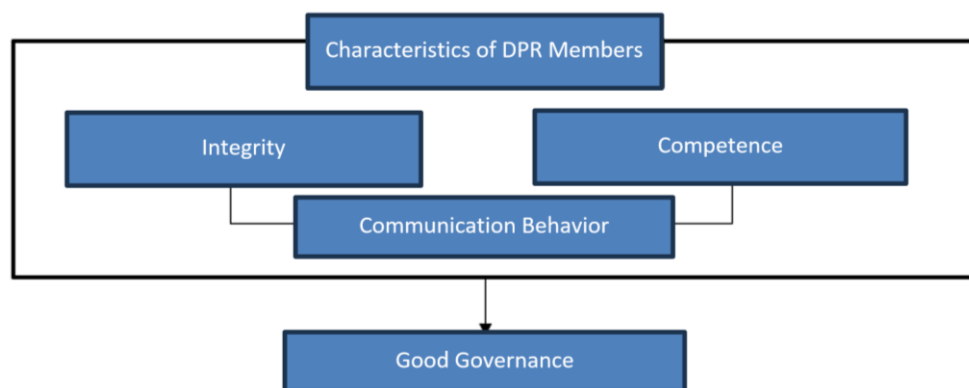 Characteristics of DPR Members
Integrity
Competence
Communication Behavior
Good Governance